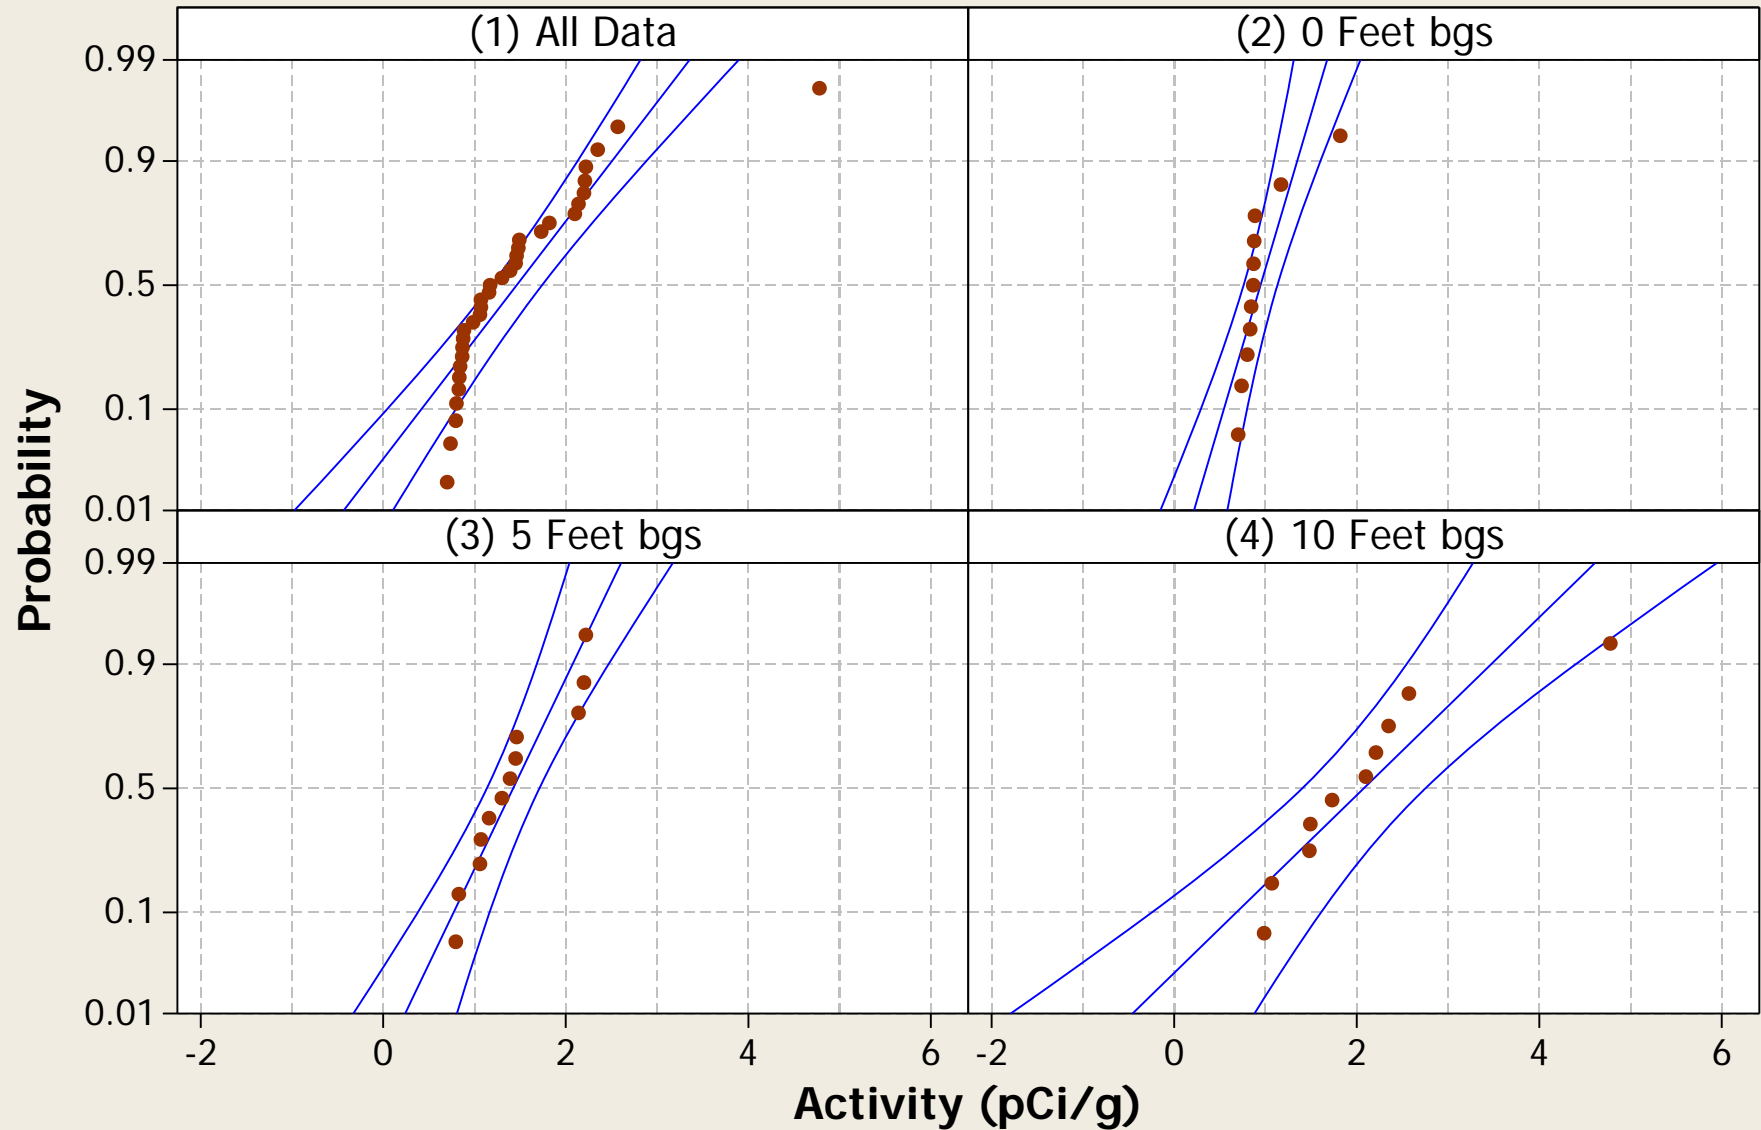 (1) All Data
(2) 0 Feet bgs
0.99
0.9
0.5
0.1
0.01
(3) 5 Feet bgs
(4) 10 Feet bgs
0.99
0.9
0.5
0.1
0.01
Probability
-2 0 2 4 6
-2 0 2 4 6
Activity (pCi/g)